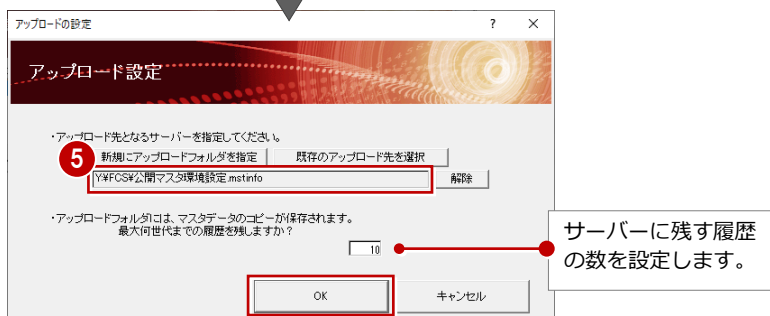 アップロードの設定
? ×
アップロード設定
・アップロード先となるサーバーを指定してください。
新規にアップロードフォルダを指定
既存のアップロード先を選択
5
Y:¥FCS¥公開マスタ環境設定.mstinfo
解除
・アップロードフォルダには、マスタデータのコピーが保存されます。
最大何世代までの履歴を残しますか？
10
サーバーに残す履歴
の数を設定します。
OK
キャンセル